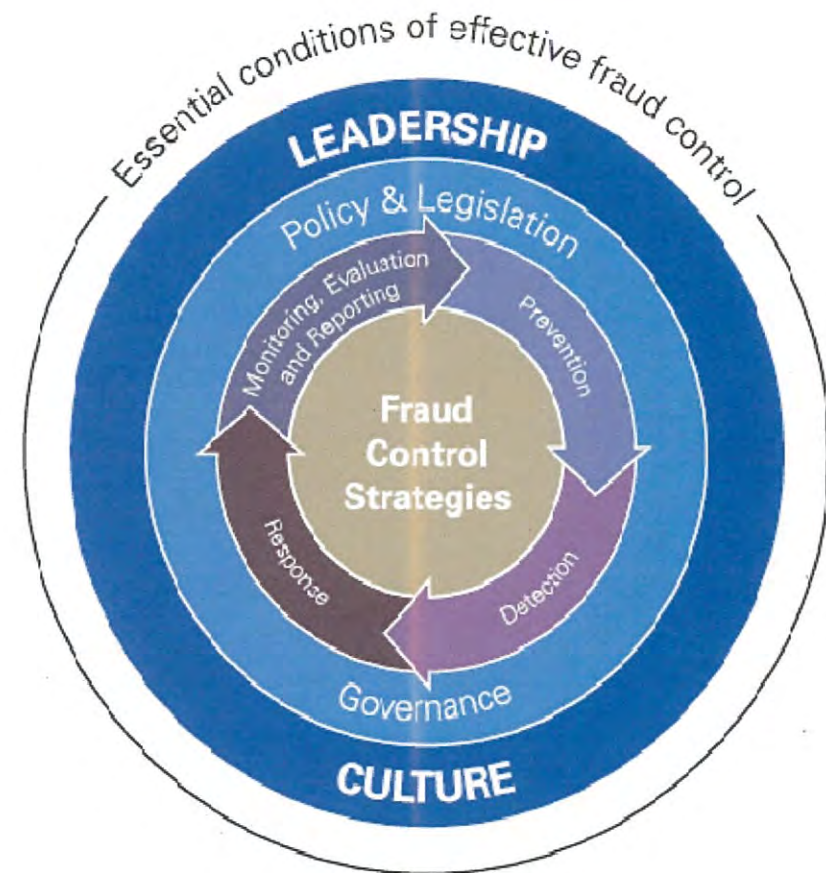 Essential conditions of effective fraud control
LEADERSHIP
Policy & Legislation
Monitoring, Evaluation
and Reporting
Prevention
Fraud
Control
Strategies
Response
Detection
Governance
CULTURE